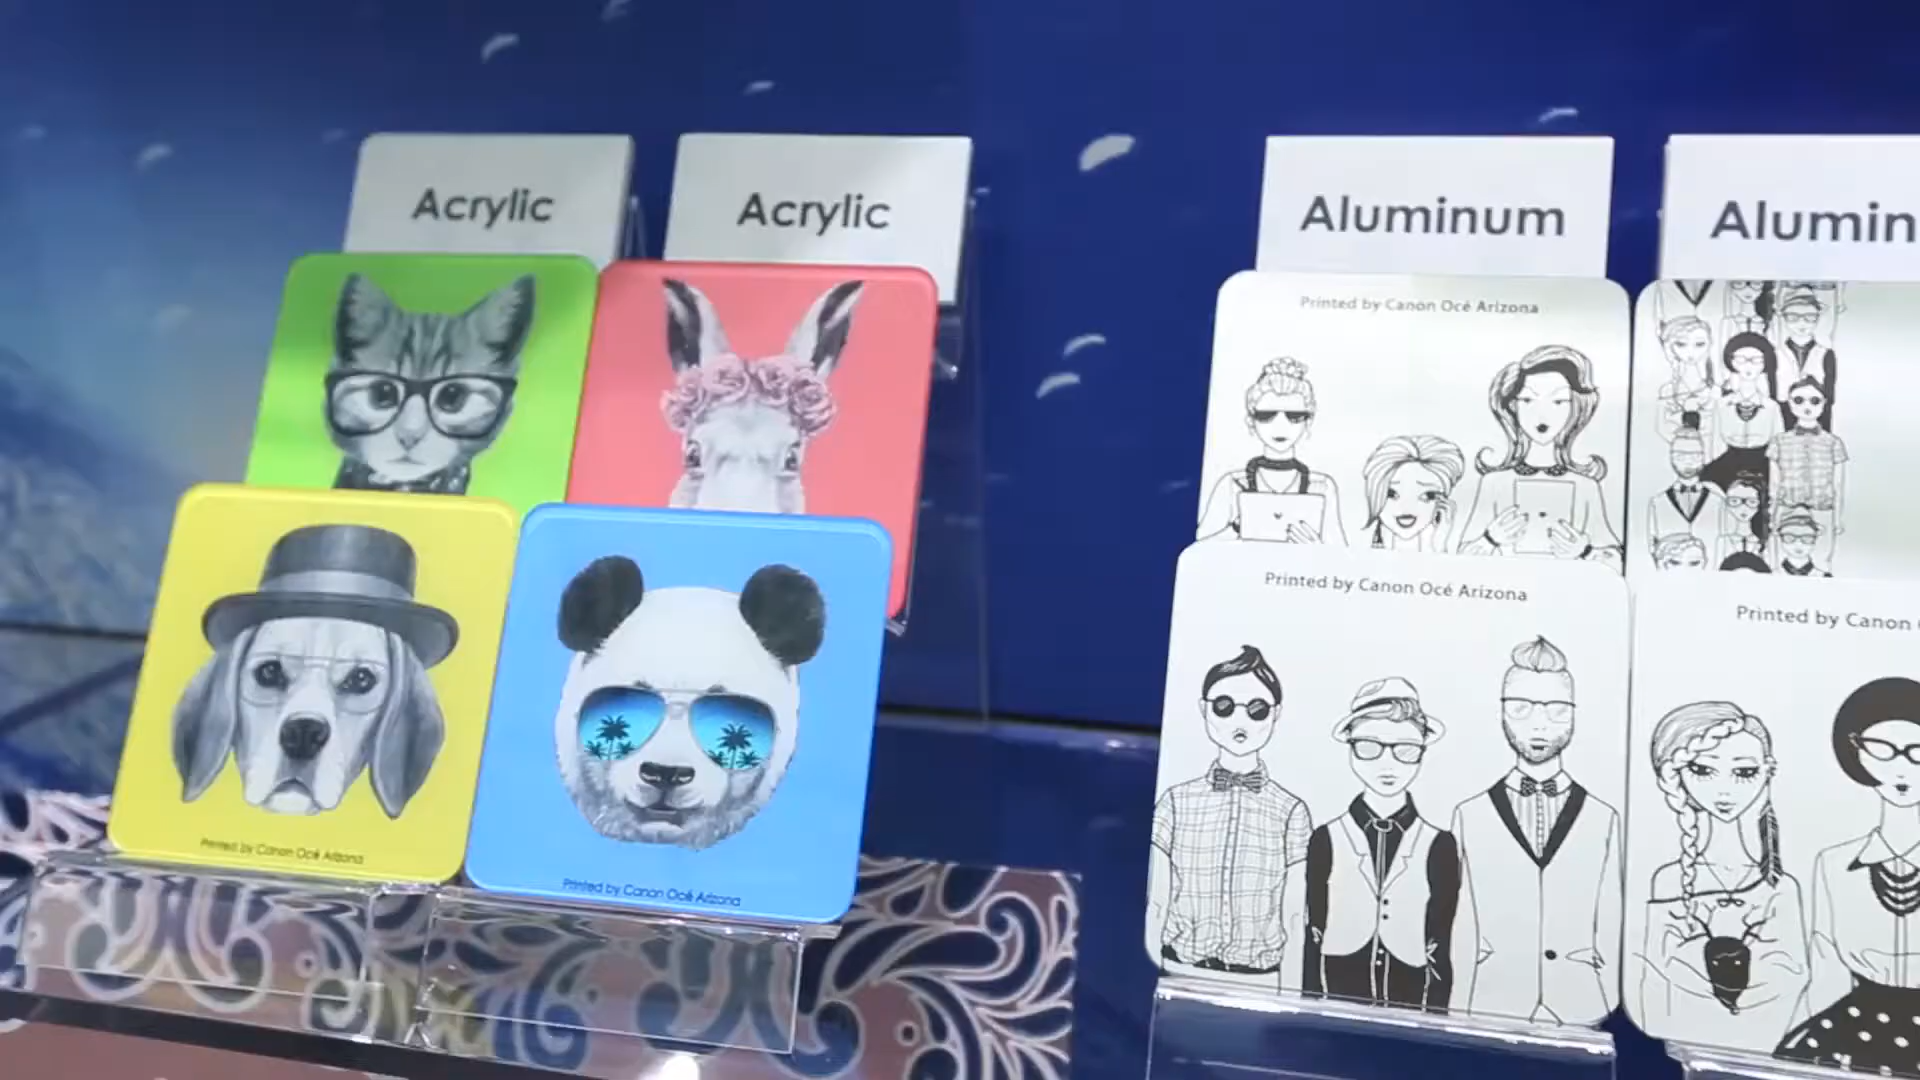 Acrylic
Acrylic
Aluminum
Alumin
Printed by Canon Océ Arizona
Printed by Canon Océ Arizona
Printed by Canon
Printed by Canon Océ Arizona
Printed by Canon Océ Arizona